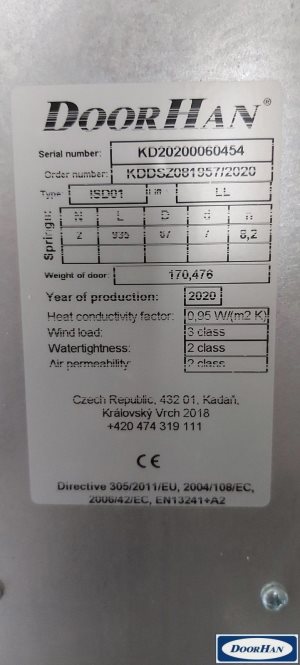 DOORHAN®
Serial number: KD20200060454
Order number: KDDSZ081957/2020
Type ISD01 Lift LL
Springs: N L D d n
2 935 67 7 8,2
Weight of door: 170,476
Year of production: 2020
Heat conductivity factor: 0,95 W/(m2 K)
Wind load: 3 class
Watertightness: 2 class
Air permeability: 2 class
Czech Republic, 432 01, Kadaň,
Královský Vrch 2018
+420 474 319 111
CE
Directive 305/2011/EU, 2004/108/EC,
2006/42/EC, EN13241+A2
DOORHAN